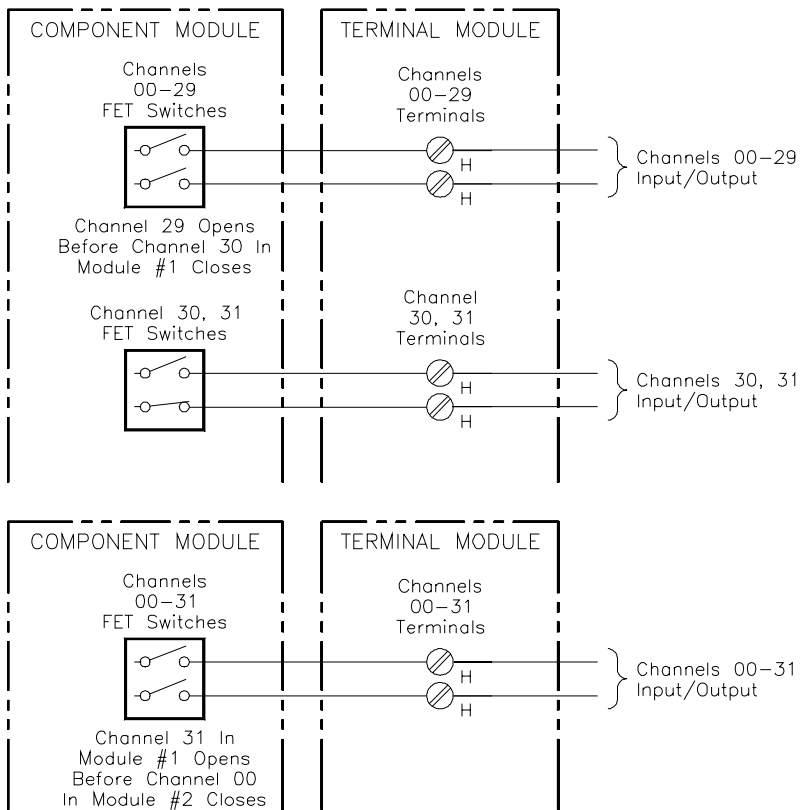 COMPONENT MODULE
TERMINAL MODULE
Channels
00-29
FET Switches
Channels
00-29
Terminals
H
H
Channels 00-29
Input/Output
Channel 29 Opens
Before Channel 30 In
Module #1 Closes
Channel 30, 31
FET Switches
Channel
30, 31
Terminals
H
H
Channels 30, 31
Input/Output
COMPONENT MODULE
TERMINAL MODULE
Channels
00-31
FET Switches
Channels
00-31
Terminals
H
H
Channels 00-31
Input/Output
Channel 31 In
Module #1 Opens
Before Channel 00
In Module #2 Closes